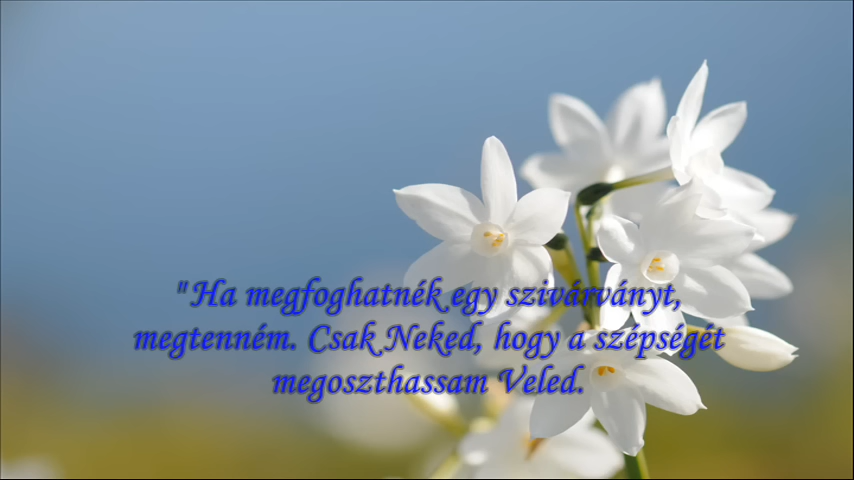 "Ha megfoghatnék egy szivárványt,
megtenném. Csak Neked, hogy a szépségét
megoszthassam Veled.